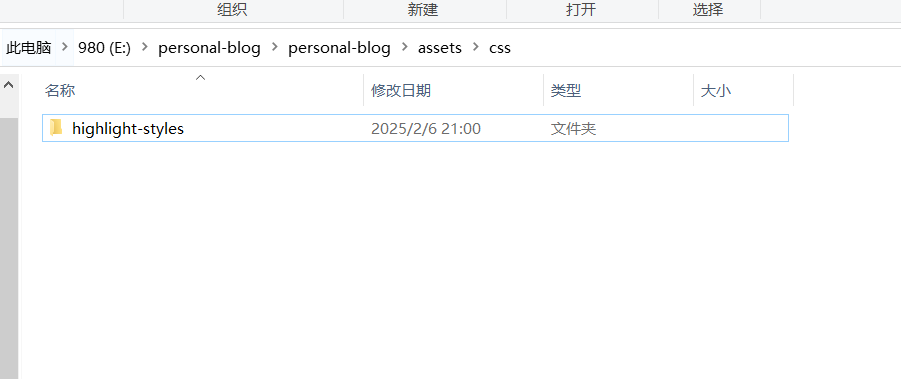 组织 新建 打开 选择
此电脑 > 980 (E:) > personal-blog > personal-blog > assets > css
名称 修改日期 类型 大小
highlight-styles 2025/2/6 21:00 文件夹